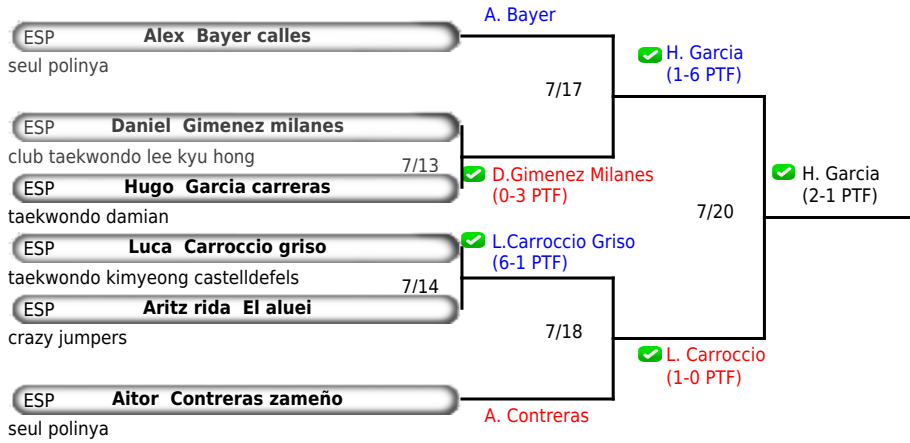 A. Bayer
ESP Alex Bayer calles
seul polinya
H. Garcia
(1-6 PTF)
7/17
ESP Daniel Gimenez milanes
club taekwondo lee kyu hong
7/13
D.Gimenez Milanes
(0-3 PTF)
ESP Hugo Garcia carreras
taekwondo damian
H. Garcia
(2-1 PTF)
7/20
ESP Luca Carroccio griso
taekwondo kimyeong castelldefels
L.Carroccio Griso
(6-1 PTF)
7/14
ESP Aritz rida El aluei
crazy jumpers
7/18
L. Carroccio
(1-0 PTF)
ESP Aitor Contreras zameño
seul polinya
A. Contreras